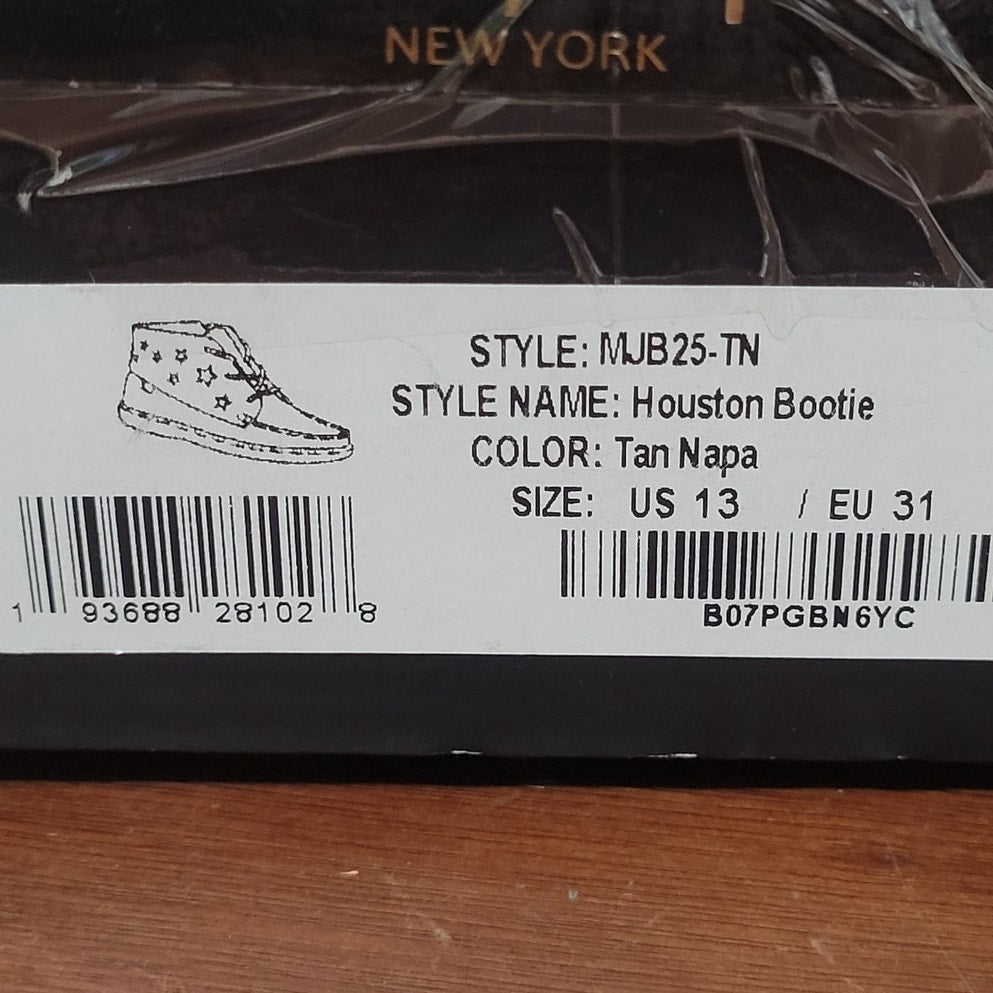 NEW YORK
STYLE: MJB25-TN
STYLE NAME: Houston Bootie
COLOR: Tan Napa
SIZE: US 13 / EU 31
1 93688 28102 8
B07PGBN6YC